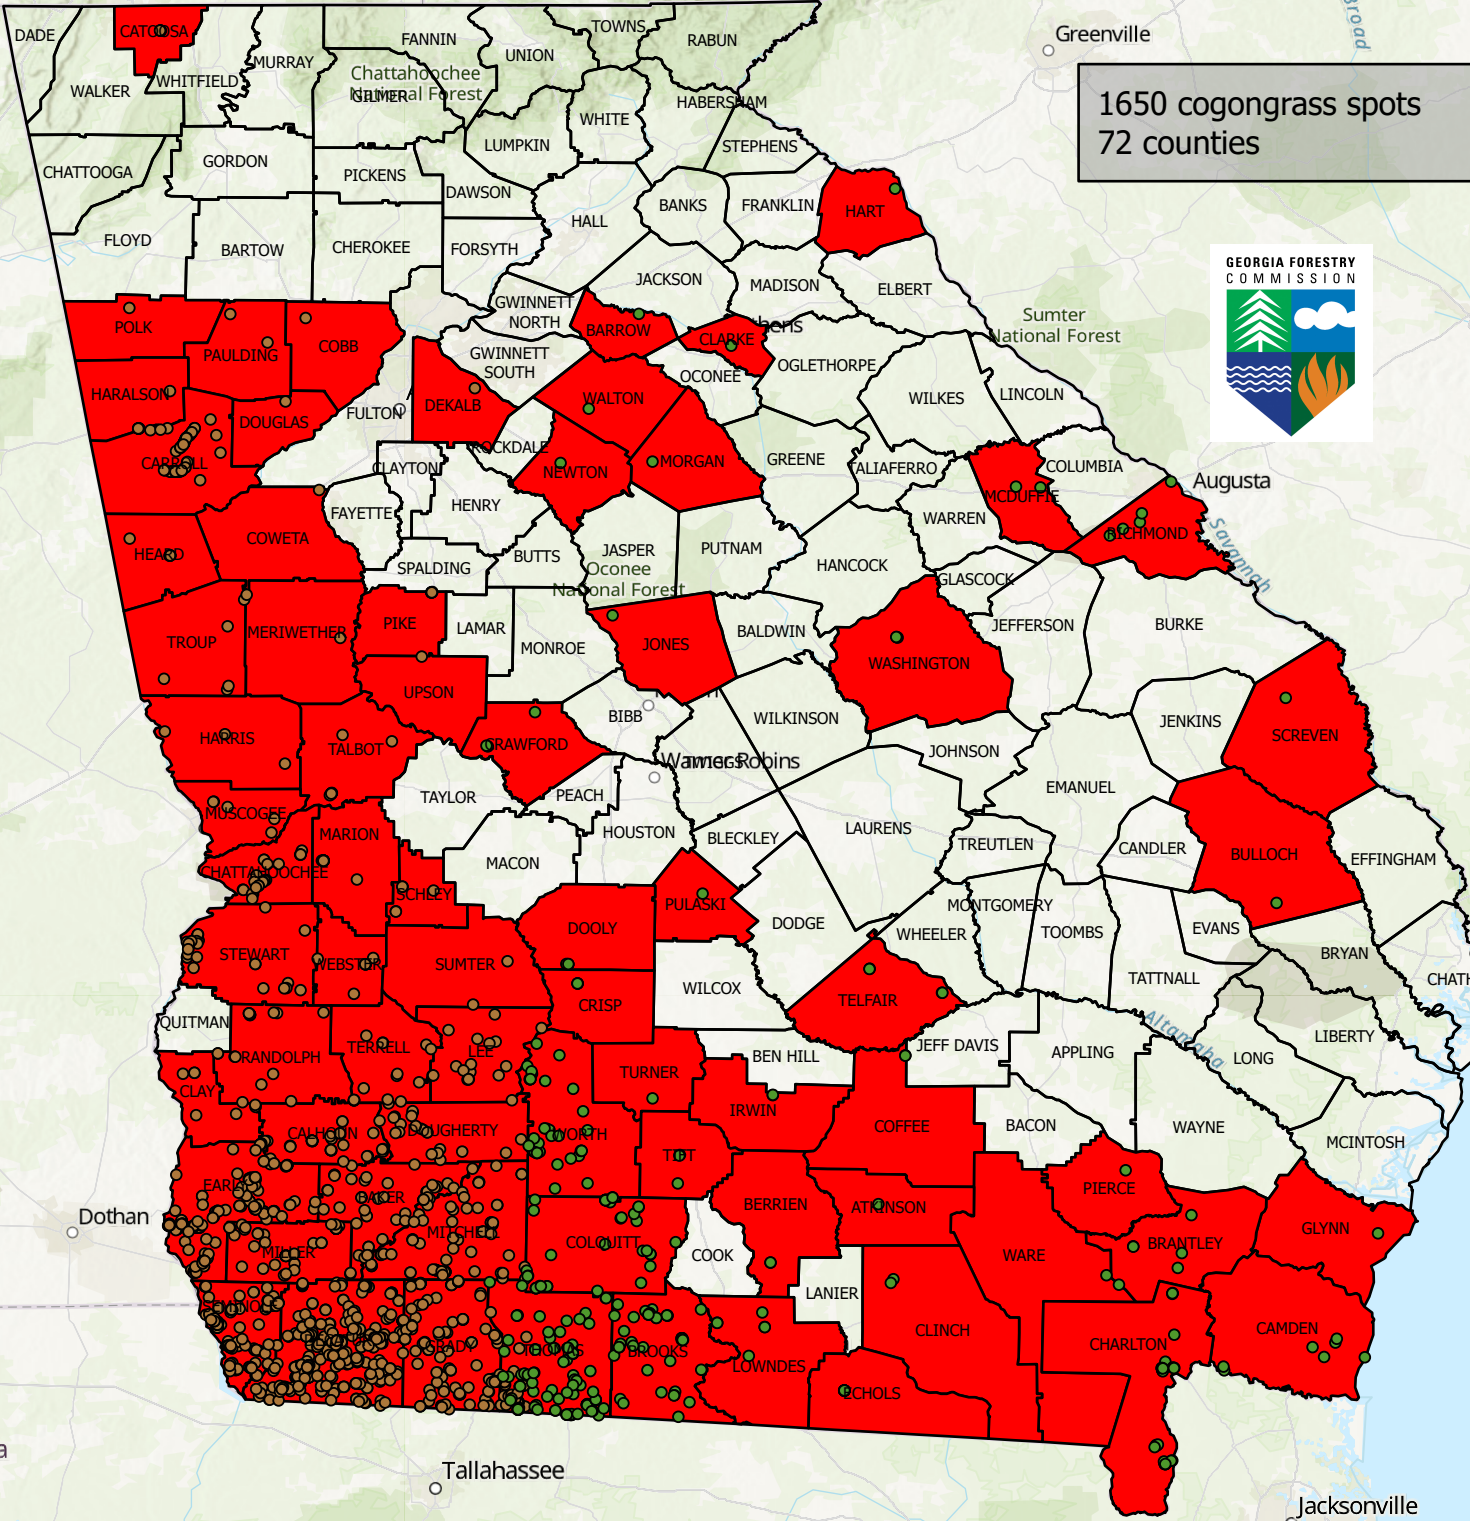 DADE
CATOOSA
FANNIN
TOWNS
UNION
RABUN
Greenville
Broad
WALKER
WHITFIELD
MURRAY
Chattahoochee
National Forest
GILMER
1650 cogongrass spots
72 counties
HABERSHAM
WHITE
LUMPKIN
STEPHENS
CHATTOOGA
GORDON
PICKENS
DAWSON
HALL
BANKS
FRANKLIN
HART
FLOYD
BARTOW
CHEROKEE
FORSYTH
GEORGIA FORESTRY
COMMISSION
JACKSON
MADISON
ELBERT
GWINNETT
NORTH
POLK
PAULDING
COBB
BARROW
CLARKE
hens
Sumter
National Forest
GWINNETT
SOUTH
OCONEE
OGLETHORPE
HARALSON
DOUGLAS
FULTON
DEKALB
WALTON
WILKES
LINCOLN
CARROLL
CLAYTON
ROCKDALE
NEWTON
MORGAN
GREENE
TALIAFERRO
COLUMBIA
MCDUFFIE
Augusta
FAYETTE
HENRY
WARREN
RICHMOND
Savannah
HEARD
COWETA
SPALDING
BUTTS
JASPER
Oconee
National Forest
PUTNAM
HANCOCK
GLASCOCK
TROUP
MERIWETHER
PIKE
LAMAR
MONROE
JONES
BALDWIN
WASHINGTON
JEFFERSON
BURKE
UPSON
BIBB
WILKINSON
JENKINS
SCREVEN
HARRIS
TALBOT
CRAWFORD
Warner Robins
TWIGGS
JOHNSON
EMANUEL
MUSCOGEE
TAYLOR
PEACH
HOUSTON
BLECKLEY
LAURENS
TREUTLEN
CANDLER
BULLOCH
EFFINGHAM
MARION
CHATTAHOOCHEE
MACON
SCHLEY
PULASKI
DODGE
MONTGOMERY
STEWART
WEBSTER
SUMTER
DOOLY
WHEELER
TOOMBS
EVANS
BRYAN
TATTNALL
CHATH
QUITMAN
CRISP
WILCOX
TELFAIR
RANDOLPH
TERRELL
LEE
BEN HILL
JEFF DAVIS
APPLING
Altamaha
LONG
LIBERTY
CLAY
TURNER
IRWIN
COFFEE
BACON
WAYNE
MCINTOSH
CALHOUN
DOUGHERTY
WORTH
TIFT
EARLY
BAKER
BERRIEN
ATKINSON
PIERCE
Dothan
MILLER
MITCHELL
COLQUITT
COOK
WARE
BRANTLEY
GLYNN
SEMINOLE
LANIER
DECATUR
GRADY
THOMAS
BROOKS
LOWNDES
CLINCH
CHARLTON
CAMDEN
ECHOLS
a
Tallahassee
Jacksonville